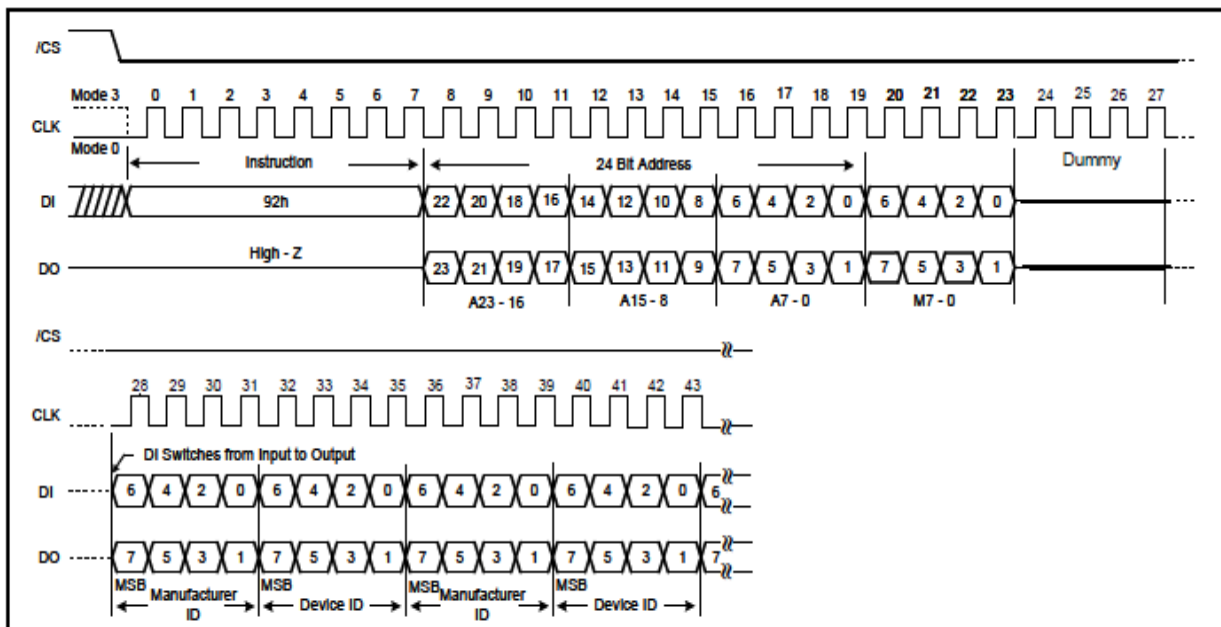 /CS
Mode 3 0 1 2 3 4 5 6 7 8 9 10 11 12 13 14 15 16 17 18 19 20 21 22 23 24 25 26 27
CLK
Mode 0
Instruction 24 Bit Address Dummy
DI 92h 22 20 18 16 14 12 10 8 6 4 2 0 6 4 2 0
High - Z
DO 23 21 19 17 15 13 11 9 7 5 3 1 7 5 3 1
A23 - 16 A15 - 8 A7 - 0 M7 - 0
/CS
28 29 30 31 32 33 34 35 36 37 38 39 40 41 42 43
CLK
DI Switches from Input to Output
DI 6 4 2 0 6 4 2 0 6 4 2 0 6 4 2 0 6
DO 7 5 3 1 7 5 3 1 7 5 3 1 7 5 3 1 7
MSB MSB MSB MSB
Manufacturer ID Device ID Manufacturer ID Device ID